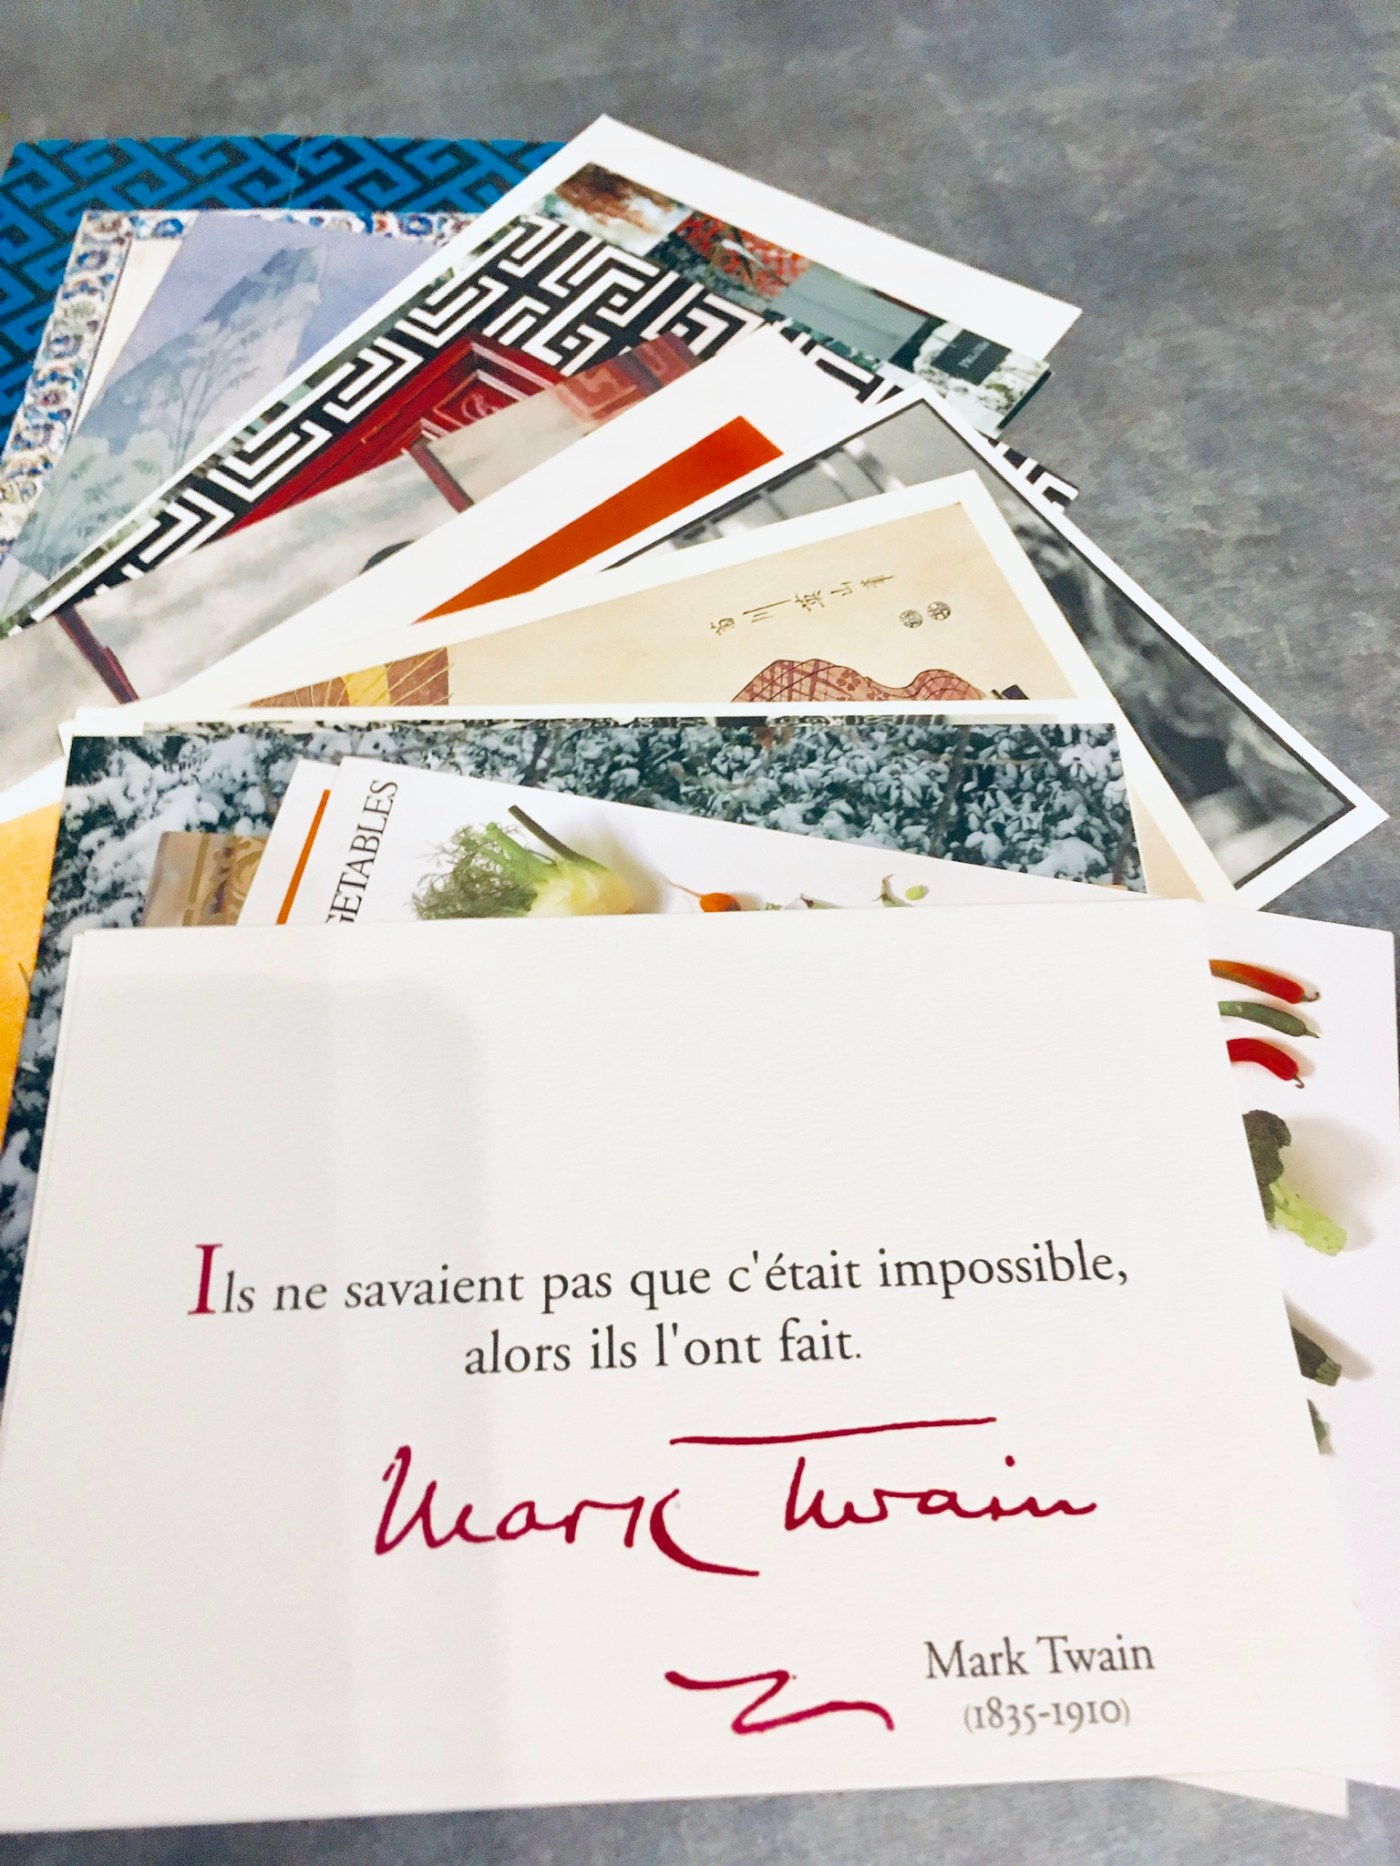 GETABLES
Ils ne savaient pas que c'était impossible,
alors ils l'ont fait.
Mark Twain
Mark Twain
(1835-1910)